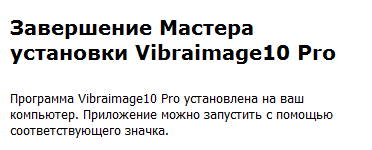 Завершение Мастера
установки Vibraimage10 Pro
Программа Vibraimage10 Pro установлена на ваш
компьютер. Приложение можно запустить с помощью
соответствующего значка.